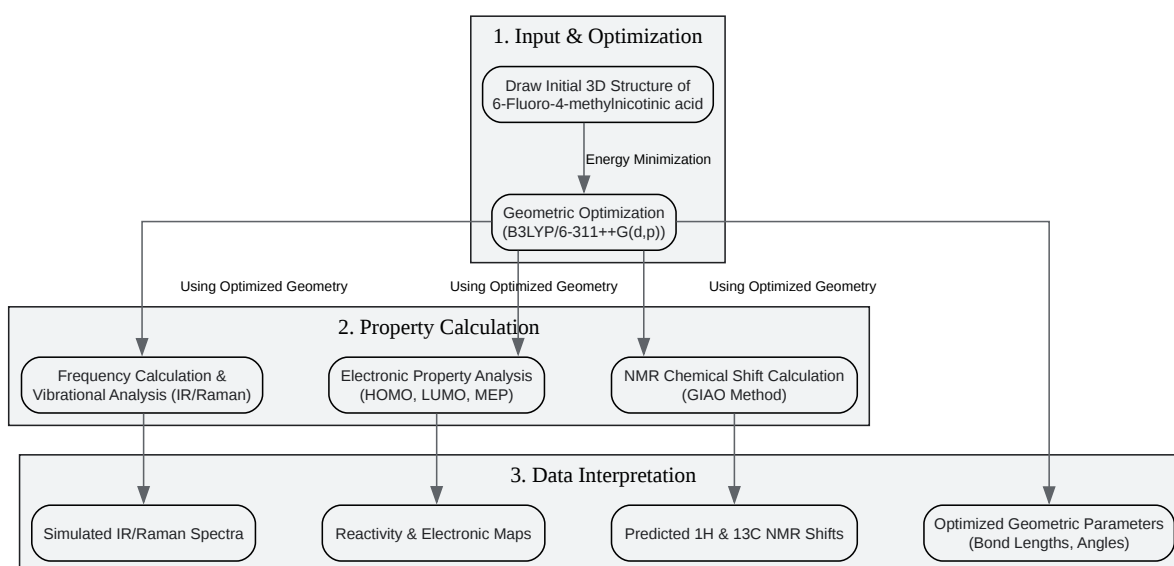 1. Input & Optimization
Draw Initial 3D Structure of
6-Fluoro-4-methylnicotinic acid
Energy Minimization
Geometric Optimization
(B3LYP/6-311++G(d,p))
Using Optimized Geometry
Using Optimized Geometry
Using Optimized Geometry
2. Property Calculation
Frequency Calculation &
Vibrational Analysis (IR/Raman)
Electronic Property Analysis
(HOMO, LUMO, MEP)
NMR Chemical Shift Calculation
(GIAO Method)
3. Data Interpretation
Simulated IR/Raman Spectra
Reactivity & Electronic Maps
Predicted 1H & 13C NMR Shifts
Optimized Geometric Parameters
(Bond Lengths, Angles)